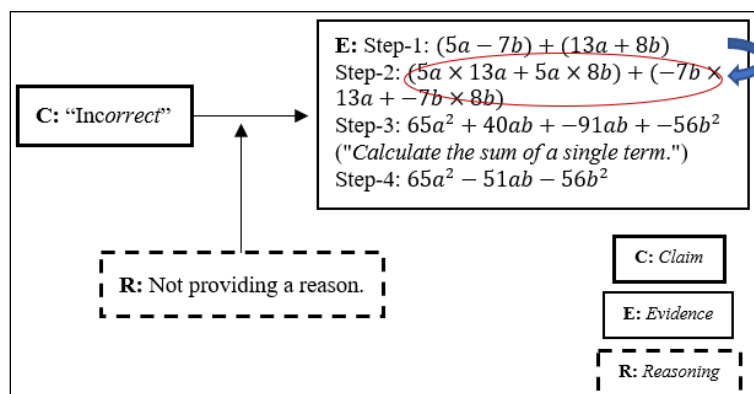 E: Step-1: (5a − 7b) + (13a + 8b)
Step-2: (5a × 13a + 5a × 8b) + (−7b ×
13a + −7b × 8b)
Step-3: 65a² + 40ab + −91ab + −56b²
("Calculate the sum of a single term.")
Step-4: 65a² − 51ab − 56b²
C: “Incorrect”
R: Not providing a reason.
C: Claim
E: Evidence
R: Reasoning